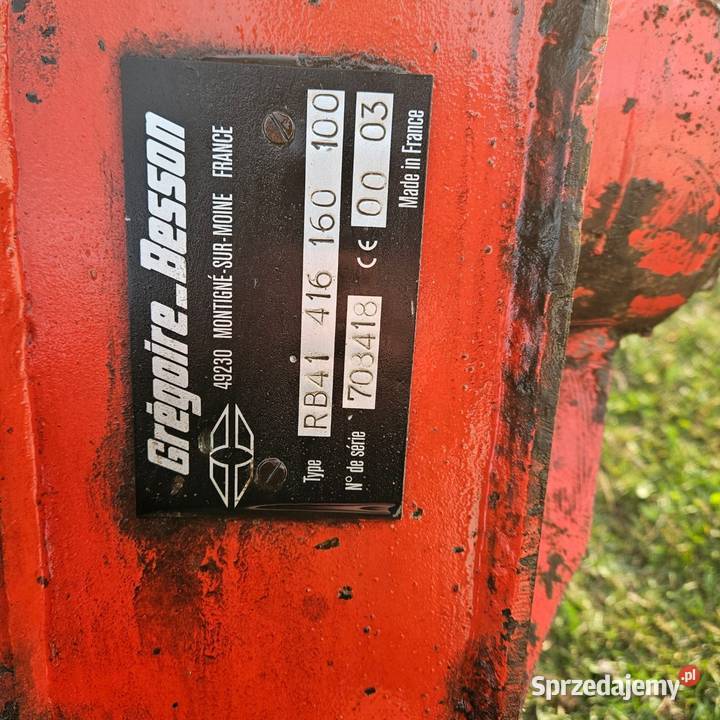 Grégoire_Besson
49230 MONTIGNÉ-SUR-MOINE FRANCE
Type RB41 416 160 100
N° de série 708418 CE 00 03
Made in France
Sprzedajemy.pl